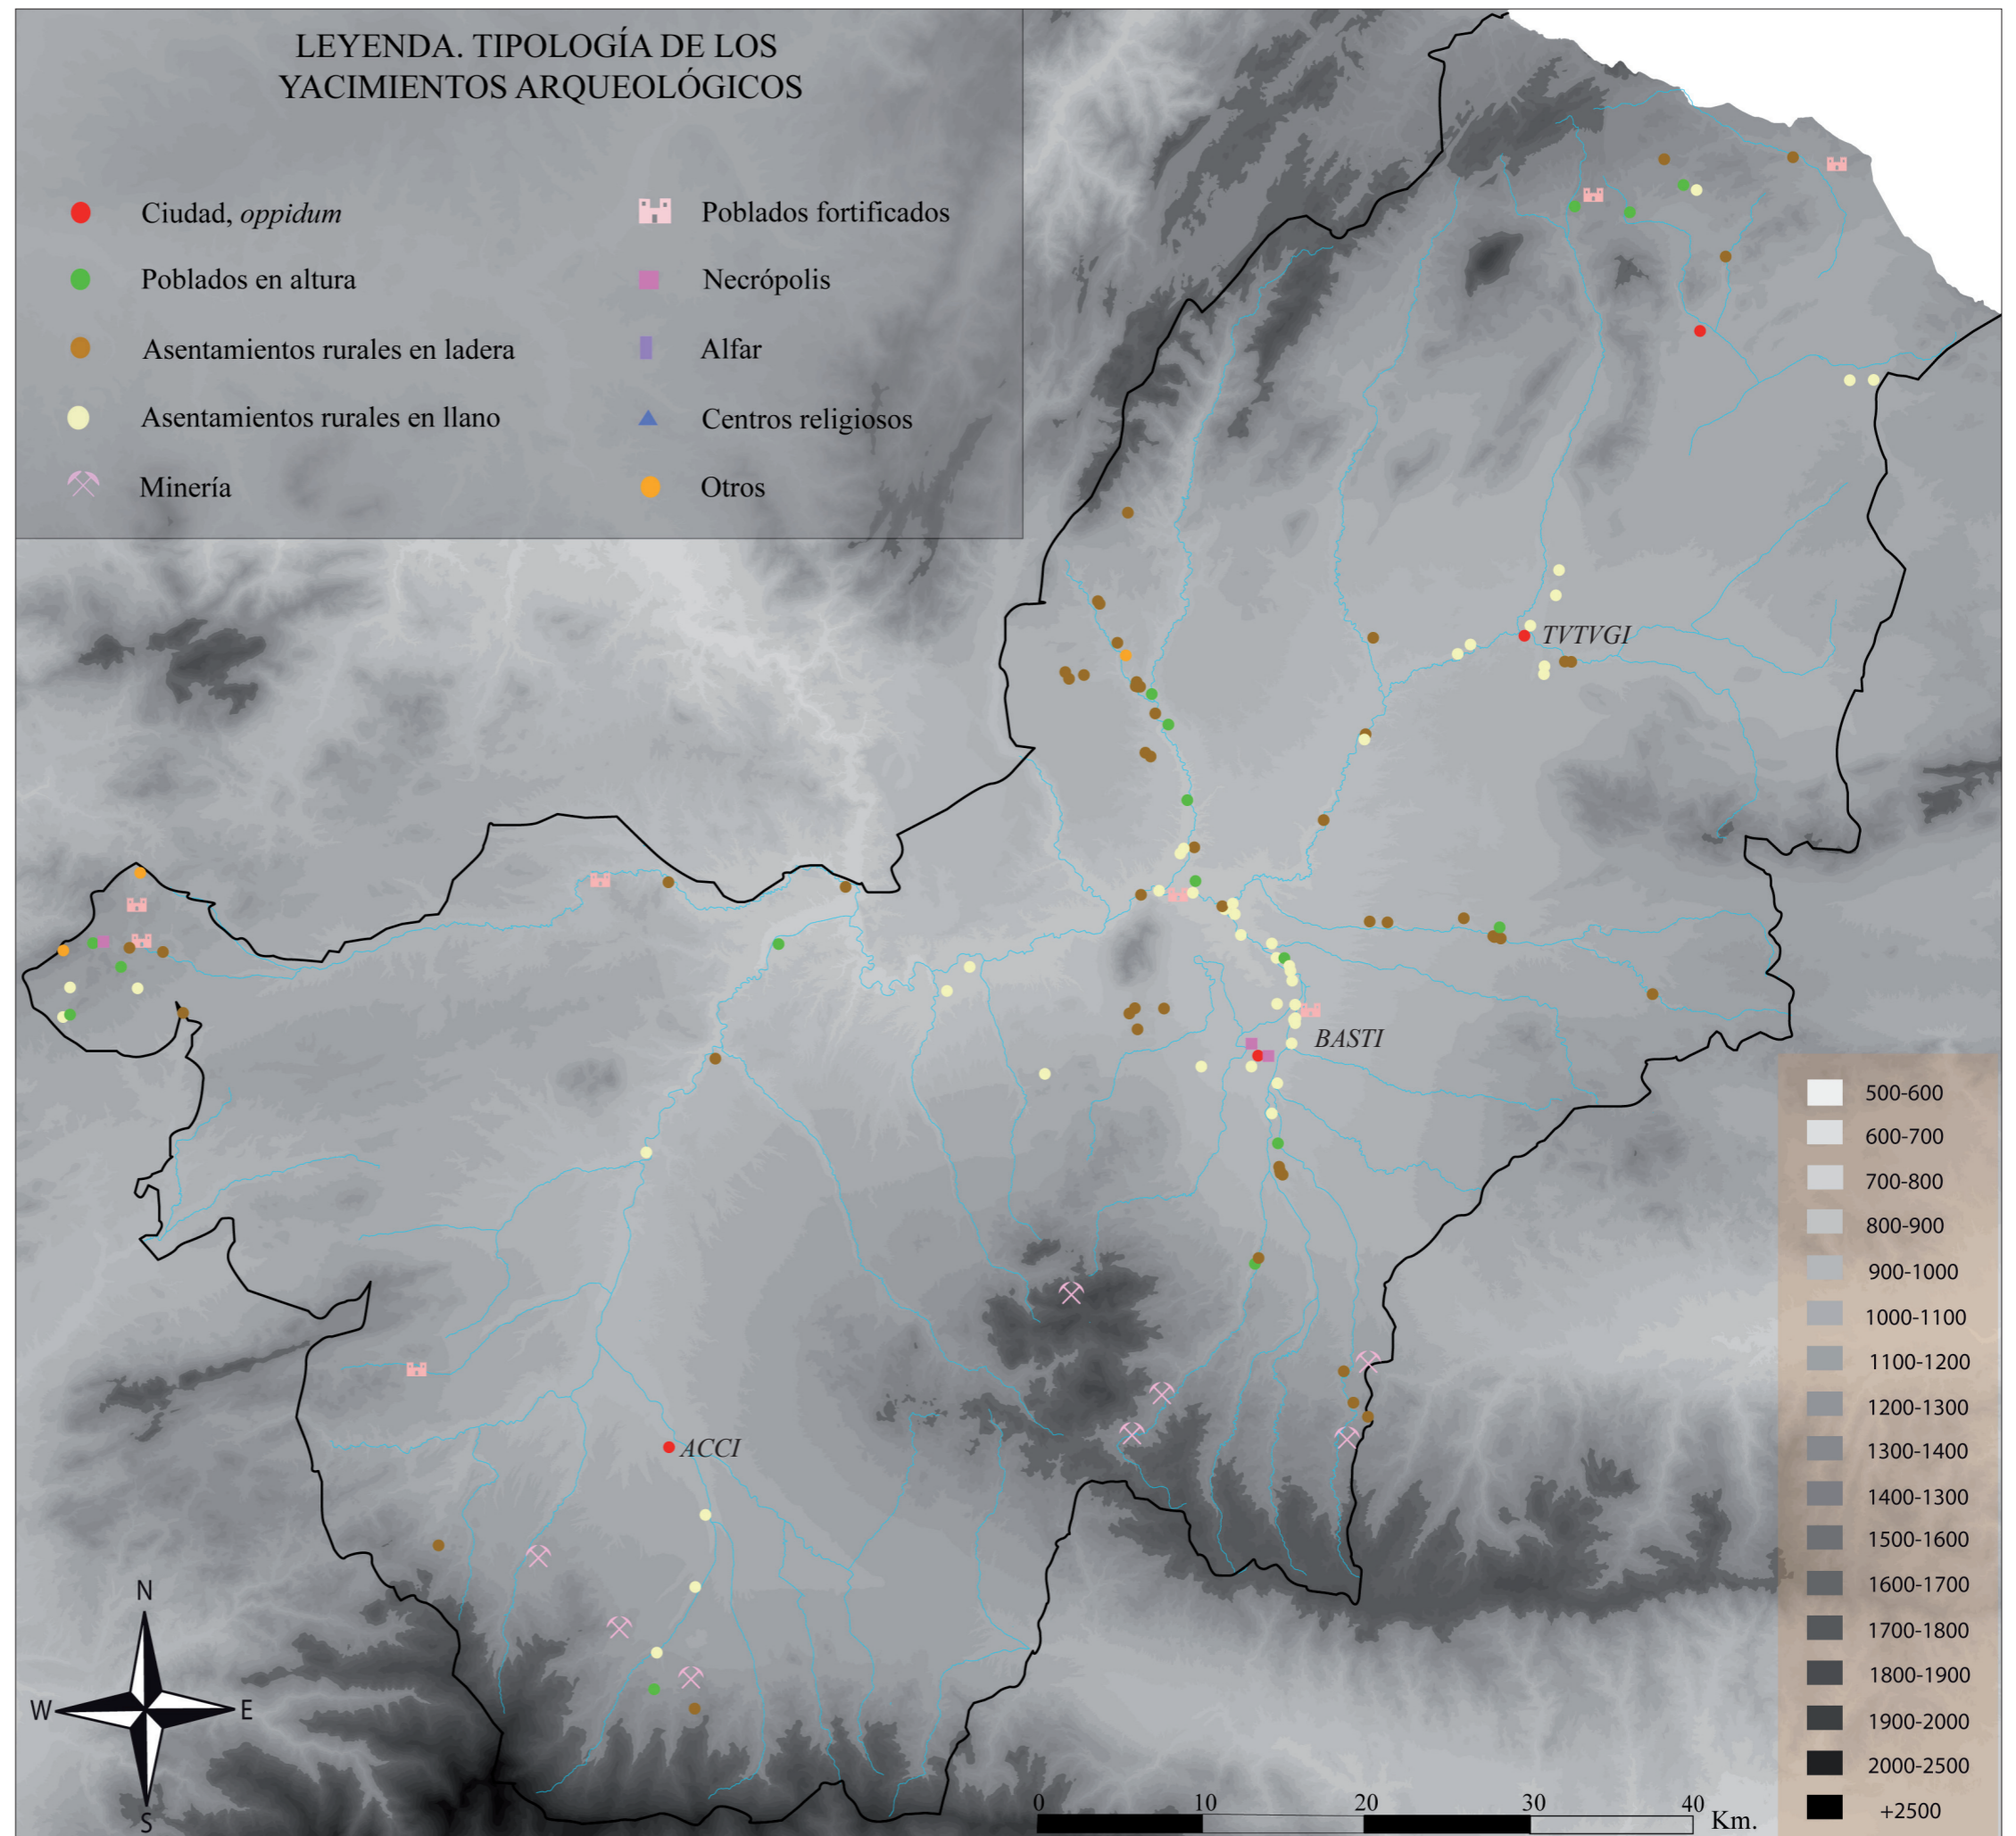 LEYENDA. TIPOLOGÍA DE LOS
YACIMIENTOS ARQUEOLÓGICOS
Ciudad, oppidum
Poblados en altura
Asentamientos rurales en ladera
Asentamientos rurales en llano
Minería
Poblados fortificados
Necrópolis
Alfar
Centros religiosos
Otros
TVTVGI
BASTI
ACCI
500-600
600-700
700-800
800-900
900-1000
1000-1100
1100-1200
1200-1300
1300-1400
1400-1300
1500-1600
1600-1700
1700-1800
1800-1900
1900-2000
2000-2500
+2500
N
W E
S
0 10 20 30 40 Km.